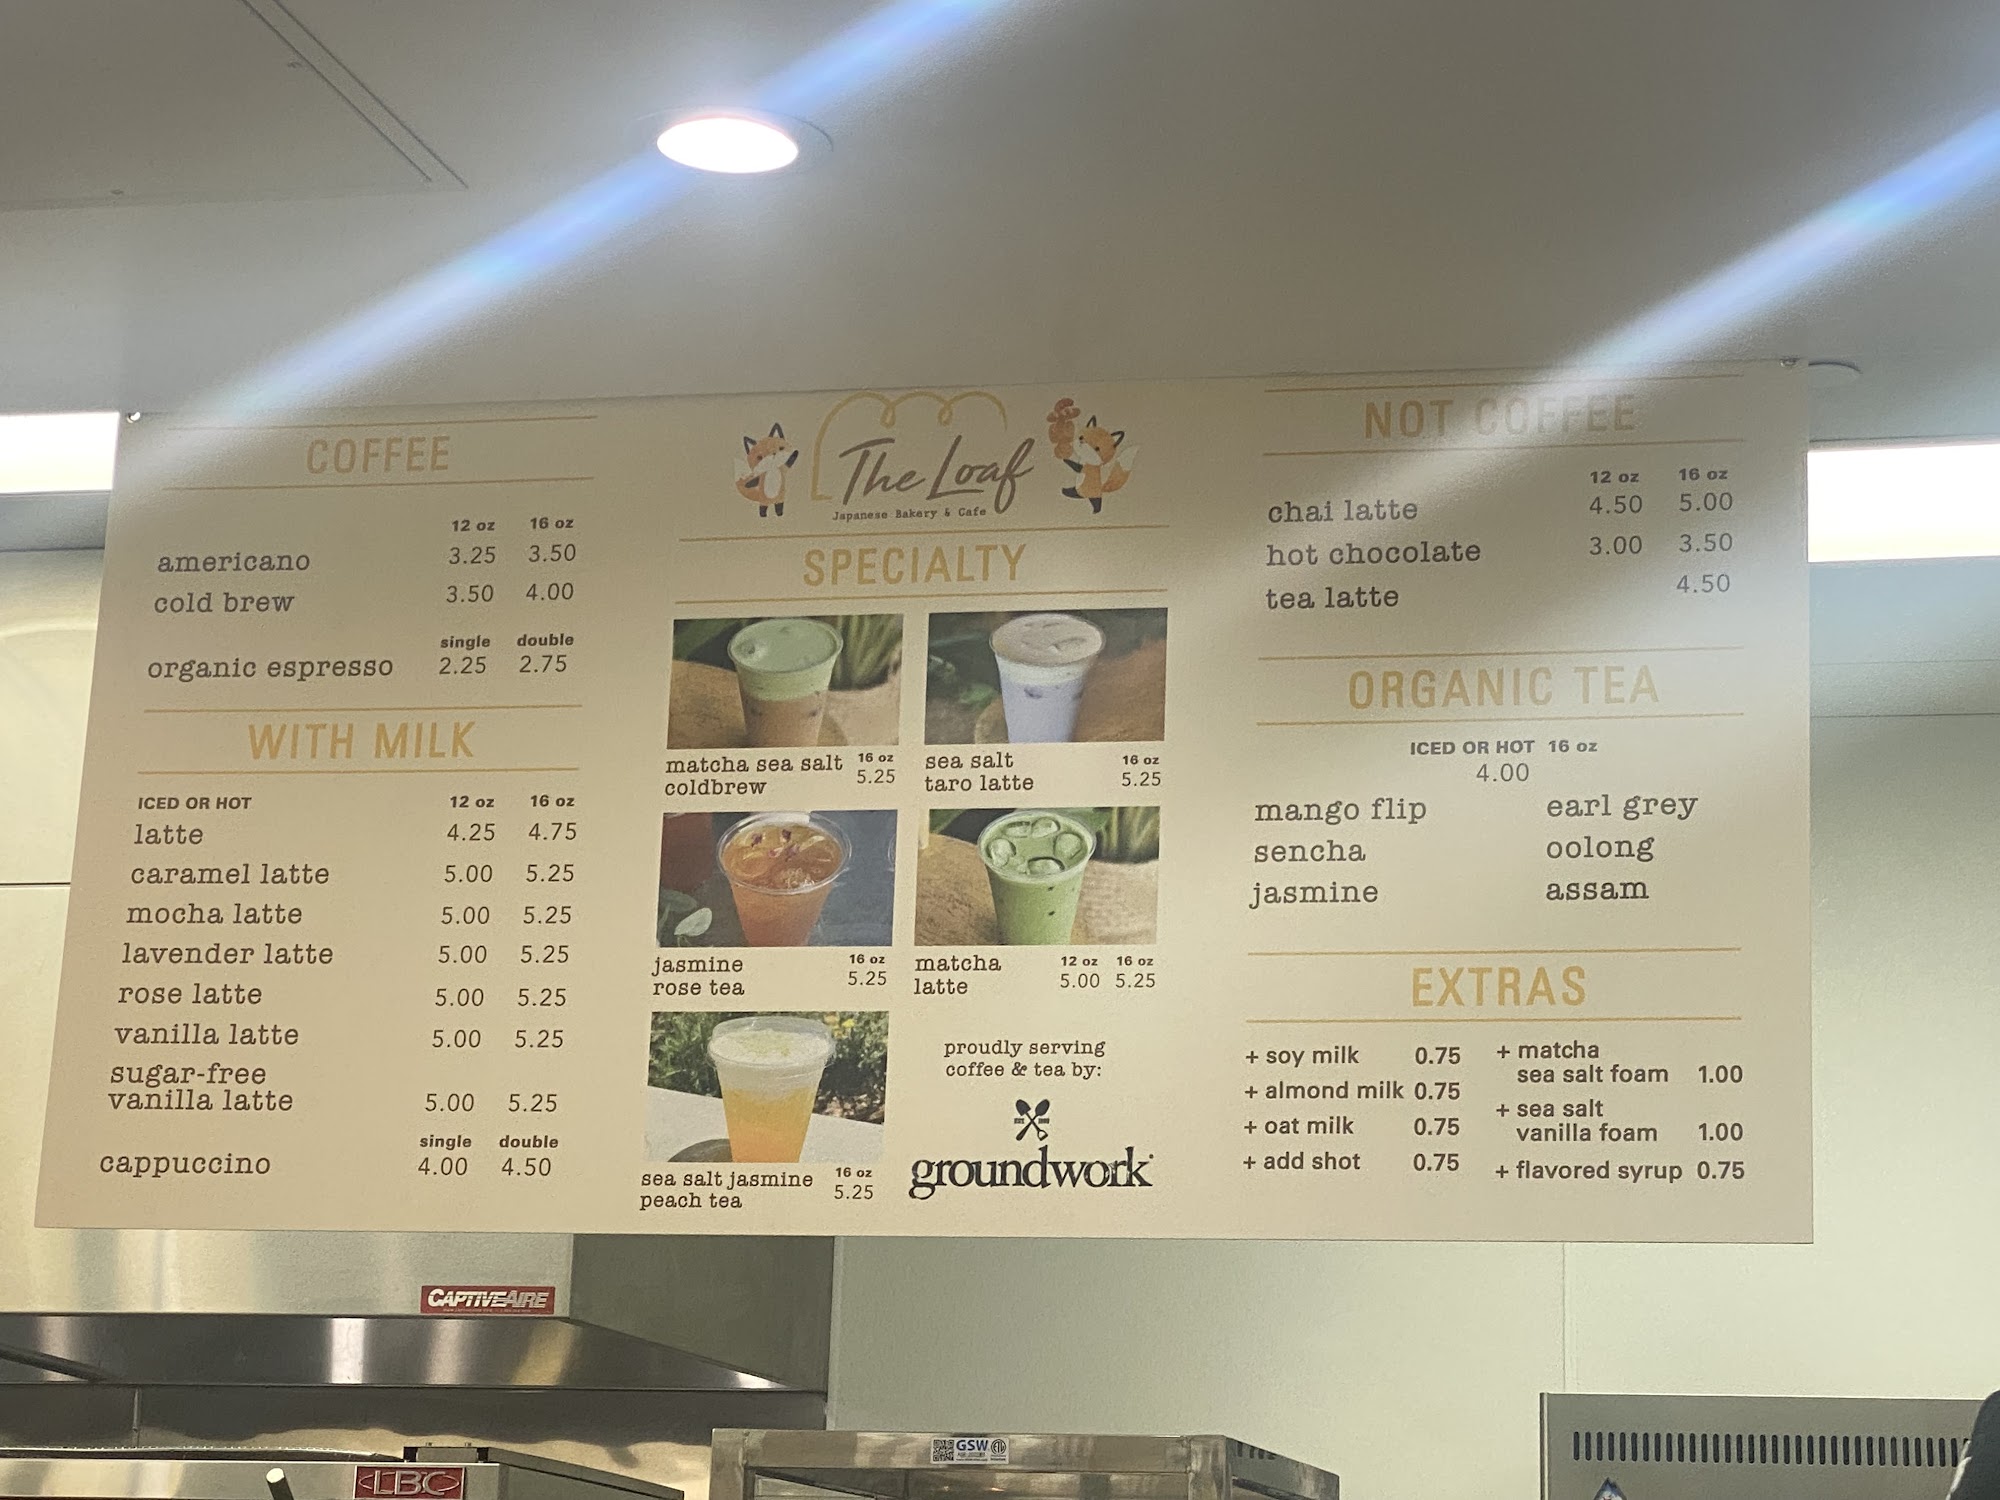 COFFEE
12 oz 16 oz
americano 3.25 3.50
cold brew 3.50 4.00
single double
organic espresso 2.25 2.75
WITH MILK
ICED OR HOT 12 oz 16 oz
latte 4.25 4.75
caramel latte 5.00 5.25
mocha latte 5.00 5.25
lavender latte 5.00 5.25
rose latte 5.00 5.25
vanilla latte 5.00 5.25
sugar-free
vanilla latte 5.00 5.25
single double
cappuccino 4.00 4.50
The Loaf
Japanese Bakery & Cafe
SPECIALTY
matcha sea salt 16 oz
coldbrew 5.25
sea salt 16 oz
taro latte 5.25
jasmine 16 oz
rose tea 5.25
matcha 12 oz 16 oz
latte 5.00 5.25
sea salt jasmine 16 oz
peach tea 5.25
proudly serving
coffee & tea by:
groundwork
NOT COFFEE
12 oz 16 oz
chai latte 4.50 5.00
hot chocolate 3.00 3.50
tea latte 4.50
ORGANIC TEA
ICED OR HOT 16 oz
4.00
mango flip earl grey
sencha oolong
jasmine assam
EXTRAS
+ soy milk 0.75
+ almond milk 0.75
+ oat milk 0.75
+ add shot 0.75
+ matcha
sea salt foam 1.00
+ sea salt
vanilla foam 1.00
+ flavored syrup 0.75
CAPTIVEAIRE
LBC
GSW